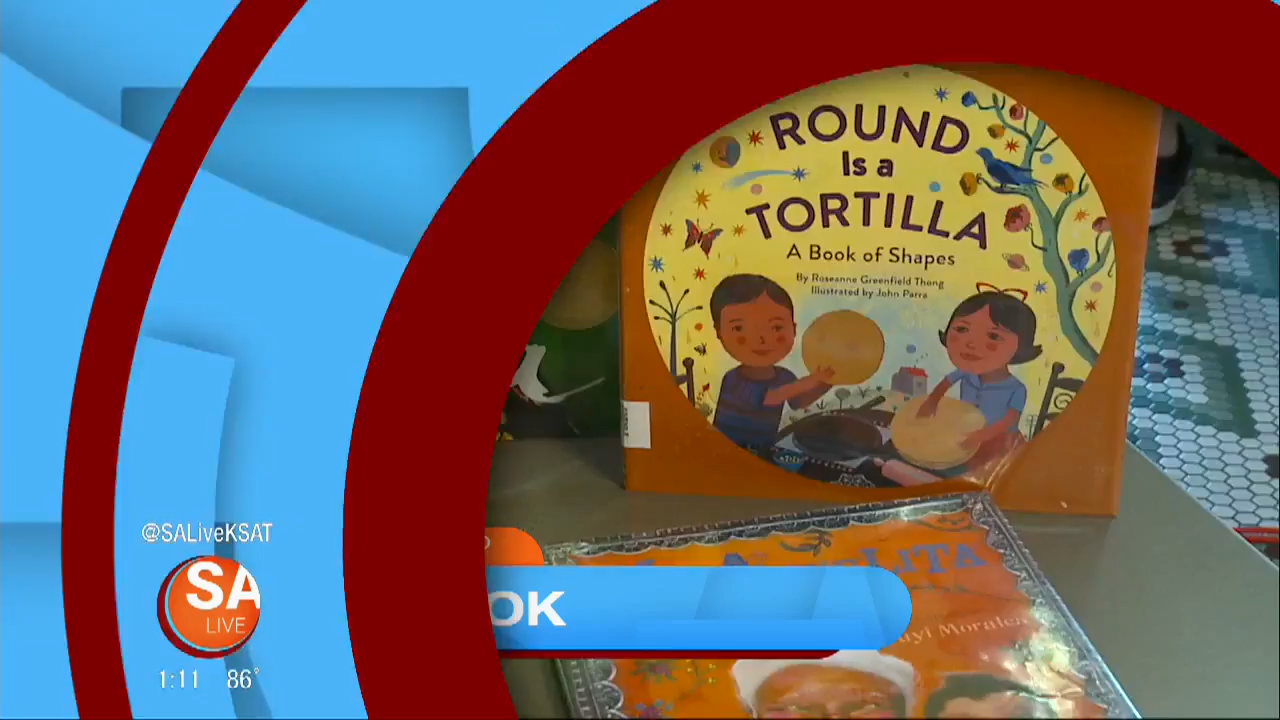 ROUND
Is a
TORTILLA
A Book of Shapes
By Roseanne Greenfield Thong
Illustrated by John Parra
@SALiveKSAT
OK
Morales
SA
LIVE
1:11 86°